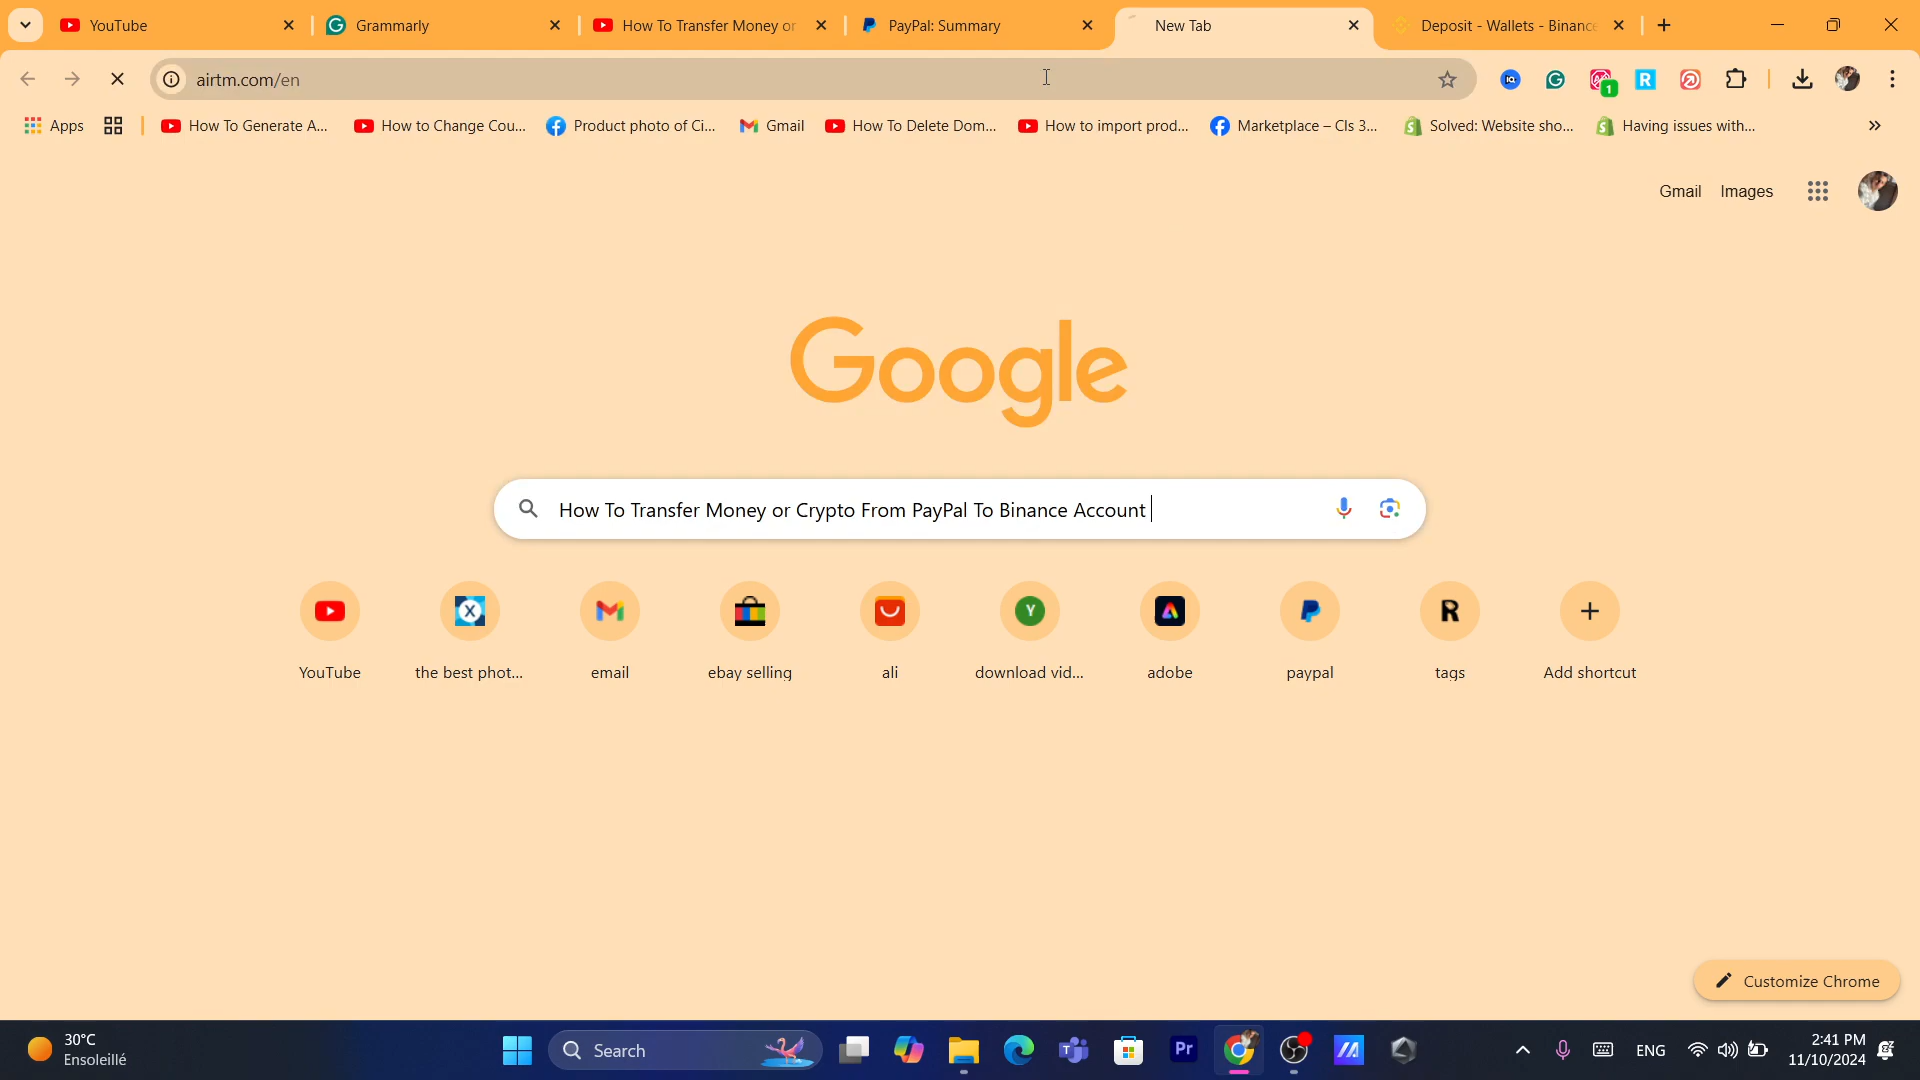 YouTube
Grammarly
How To Transfer Money or
PayPal: Summary
New Tab
Deposit - Wallets - Binance
airtm.com/en
1
Apps
How To Generate A...
How to Change Cou...
Product photo of Ci...
Gmail
How To Delete Dom...
How to import prod...
Marketplace – Cls 3...
Solved: Website sho...
Having issues with...
Gmail
Images
Google
How To Transfer Money or Crypto From PayPal To Binance Account
YouTube
the best phot...
email
ebay selling
ali
download vid...
adobe
paypal
tags
Add shortcut
Customize Chrome
30°C
Ensoleillé
Search
ENG
2:41 PM
11/10/2024